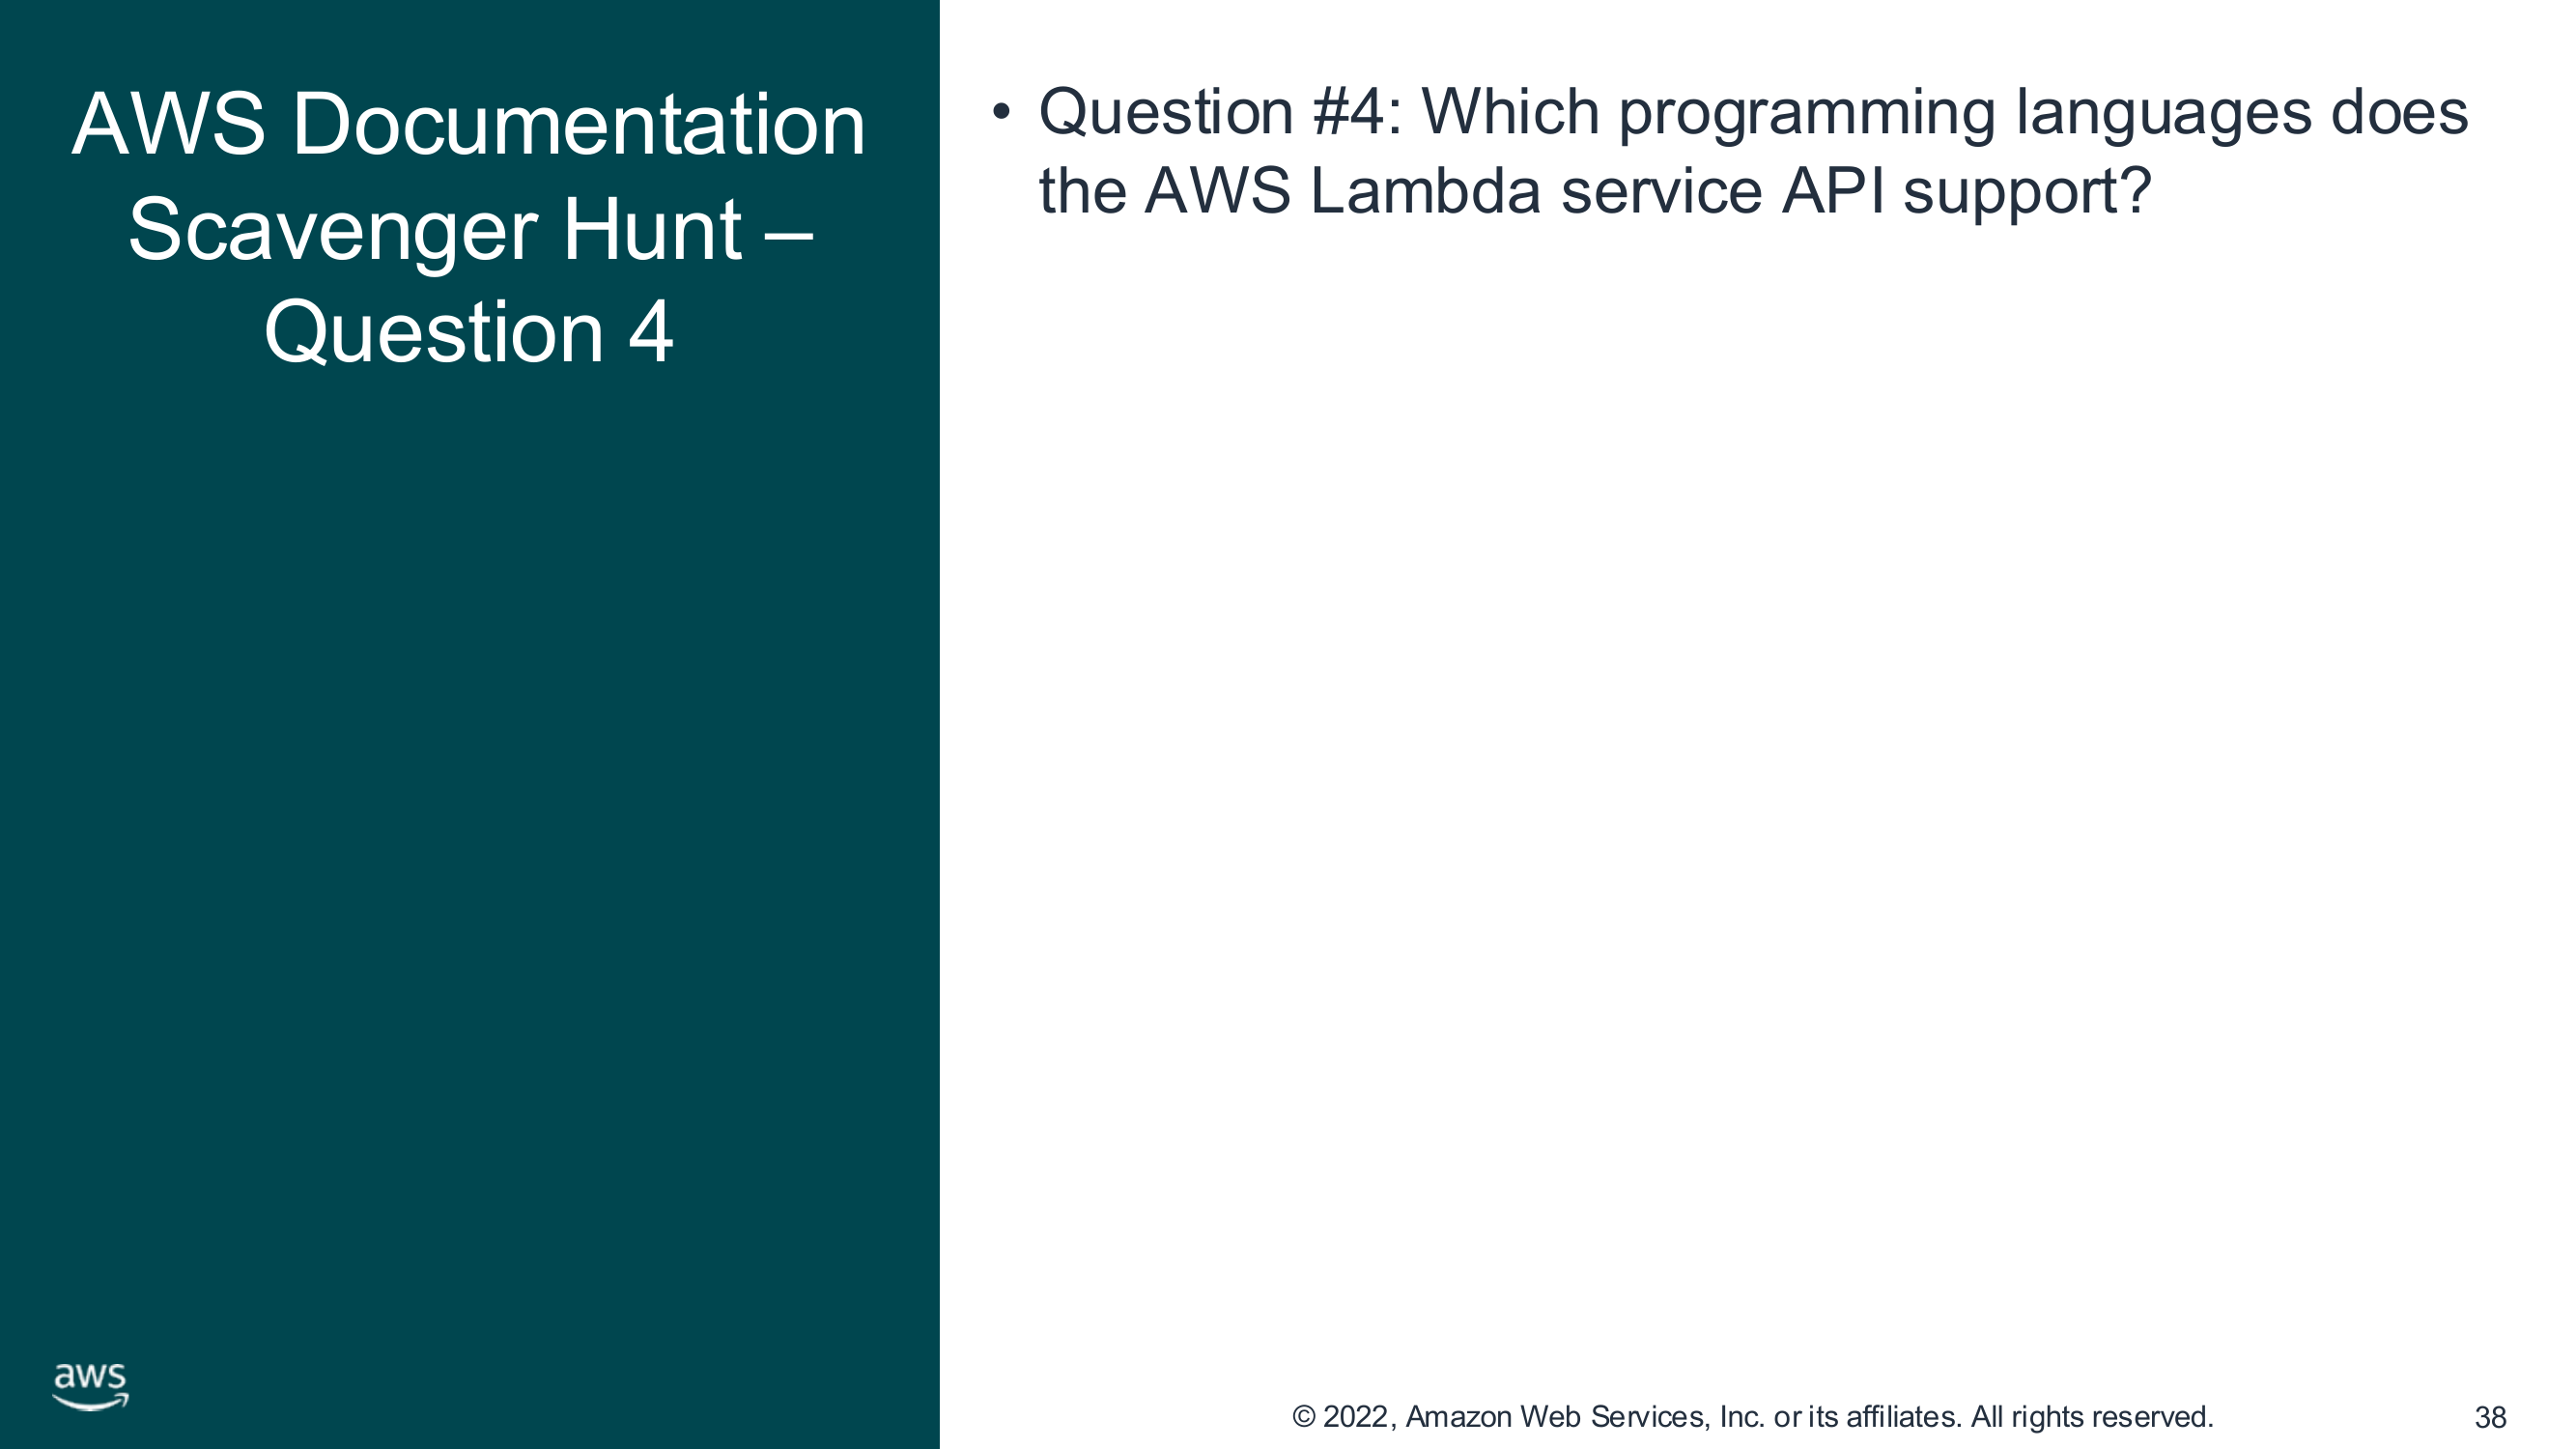 AWS Documentation
Scavenger Hunt –
Question 4
• Question #4: Which programming languages does
the AWS Lambda service API support?
aws
© 2022, Amazon Web Services, Inc. or its affiliates. All rights reserved.
38